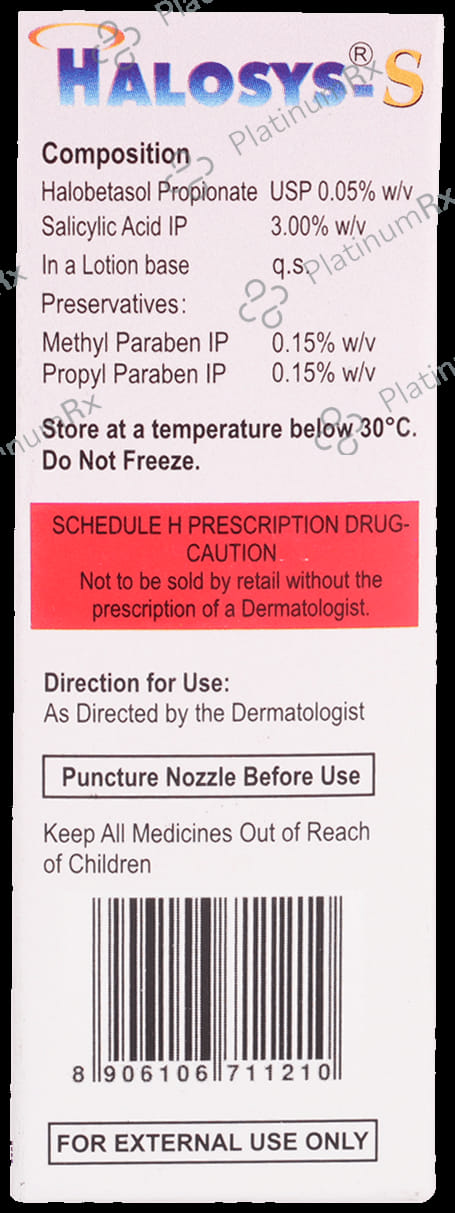 HALOSYS-S®
Composition
Halobetasol Propionate USP 0.05% w/v
Salicylic Acid IP 3.00% w/v
In a Lotion base q.s.
Preservatives:
Methyl Paraben IP 0.15% w/v
Propyl Paraben IP 0.15% w/v
Store at a temperature below 30°C.
Do Not Freeze.
SCHEDULE H PRESCRIPTION DRUG-
CAUTION
Not to be sold by retail without the
prescription of a Dermatologist.
Direction for Use:
As Directed by the Dermatologist
Puncture Nozzle Before Use
Keep All Medicines Out of Reach
of Children
8 906106 711210
FOR EXTERNAL USE ONLY
PlatinumRx
PlatinumRx
PlatinumRx
PlatinumRx